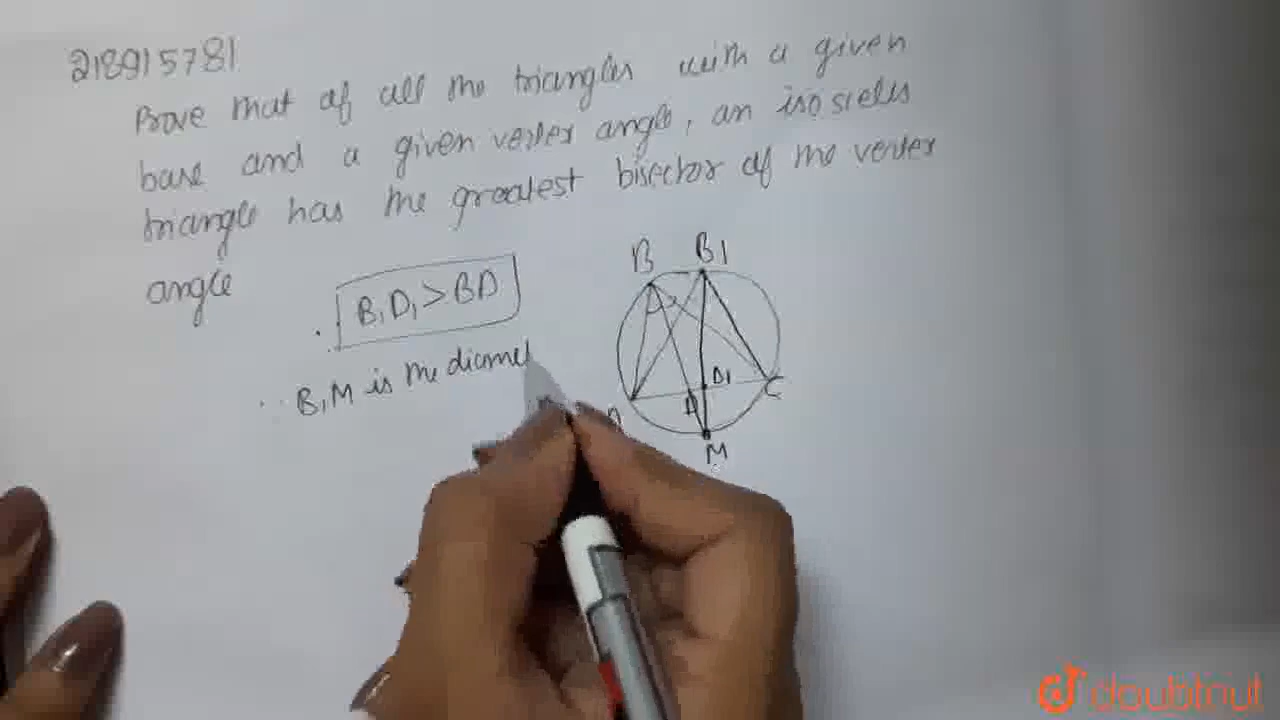 218915781
Prove that of all the triangles with a given
base and a given vertex angle, an isosceles
triangle has the greatest bisector of the vertex
angle
B B1
B1D1 > BD
∴ B1M is the diamet
D1
D
C
A
M
doubtnut